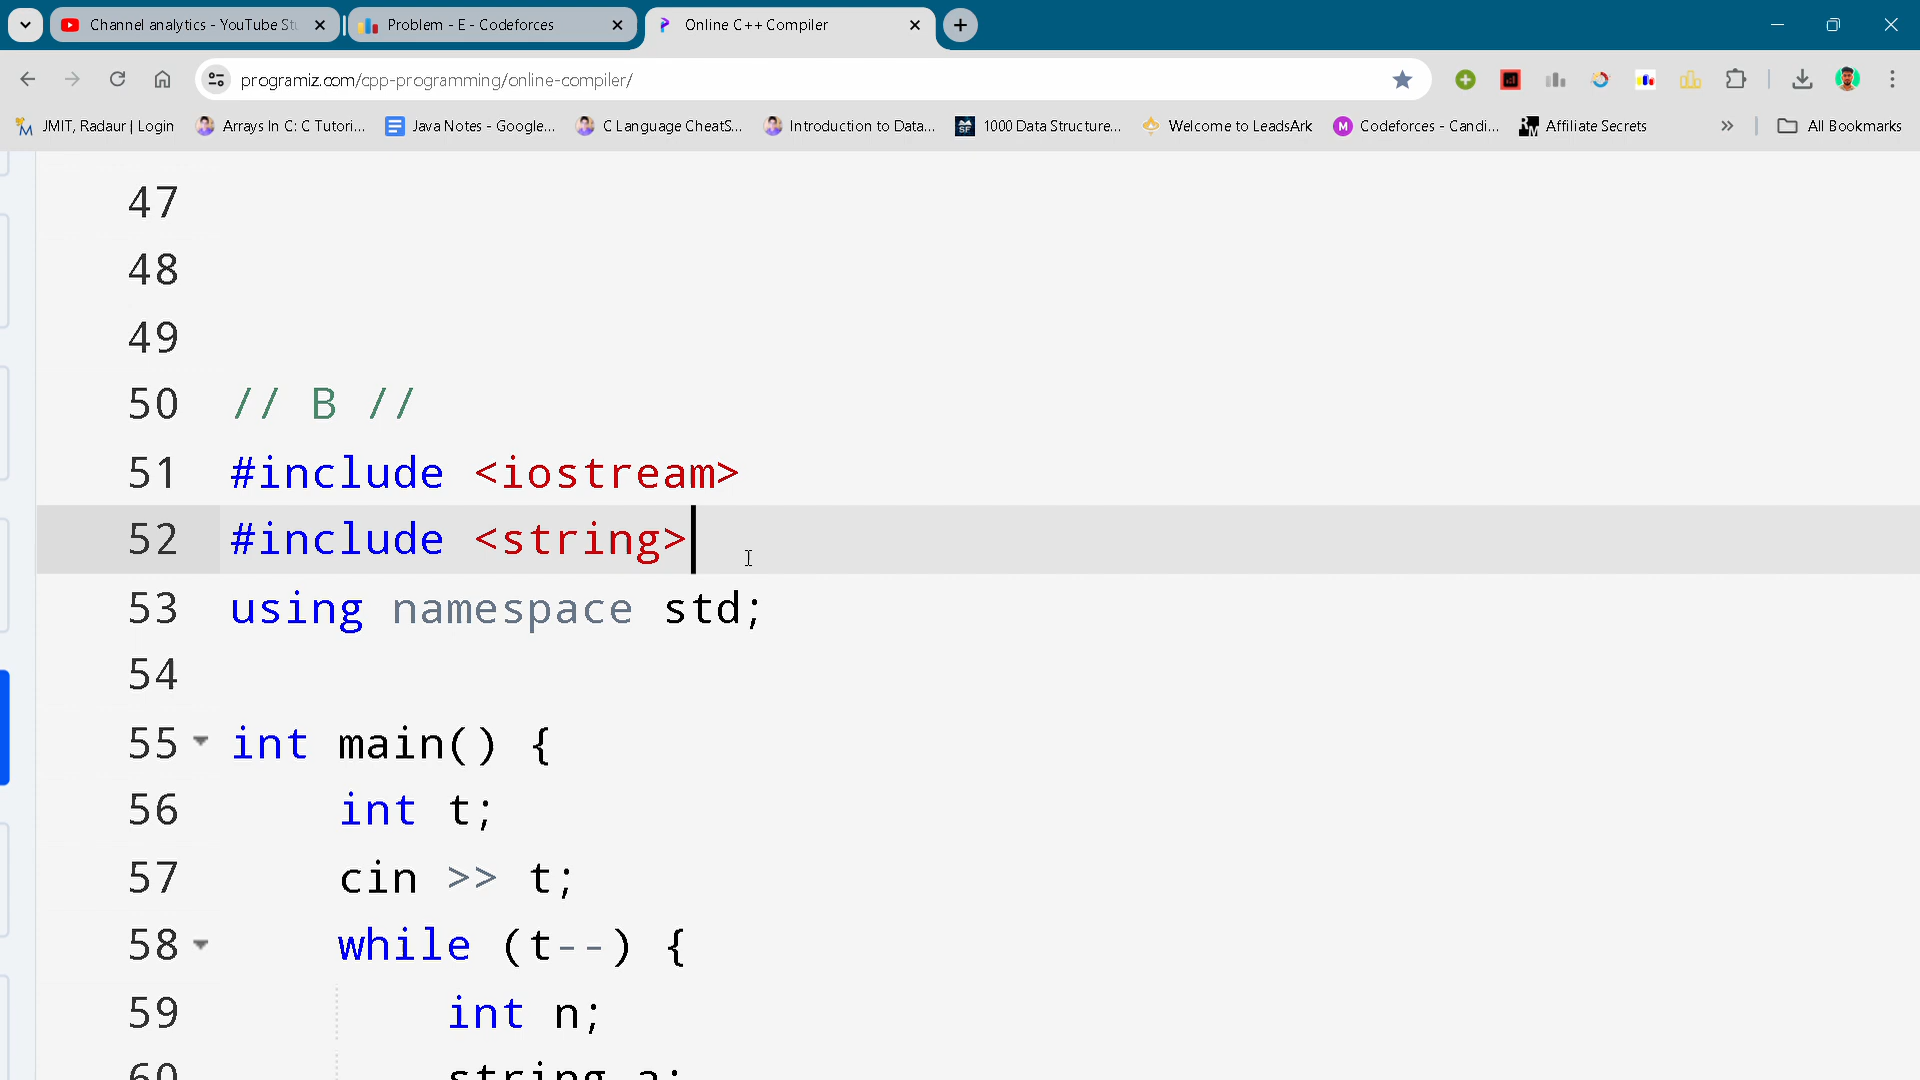 Channel analytics - YouTube St
Problem - E - Codeforces
Online C++ Compiler
programiz.com/cpp-programming/online-compiler/
JMIT, Radaur | Login
Arrays In C: C Tutori...
Java Notes - Google...
C Language CheatS...
Introduction to Data...
1000 Data Structure...
Welcome to LeadsArk
Codeforces - Candi...
Affiliate Secrets
All Bookmarks
47
48
49
50 // B //
51 #include <iostream>
52 #include <string>
53 using namespace std;
54
55 int main() {
56 int t;
57 cin >> t;
58 while (t--) {
59 int n;
60 string a;